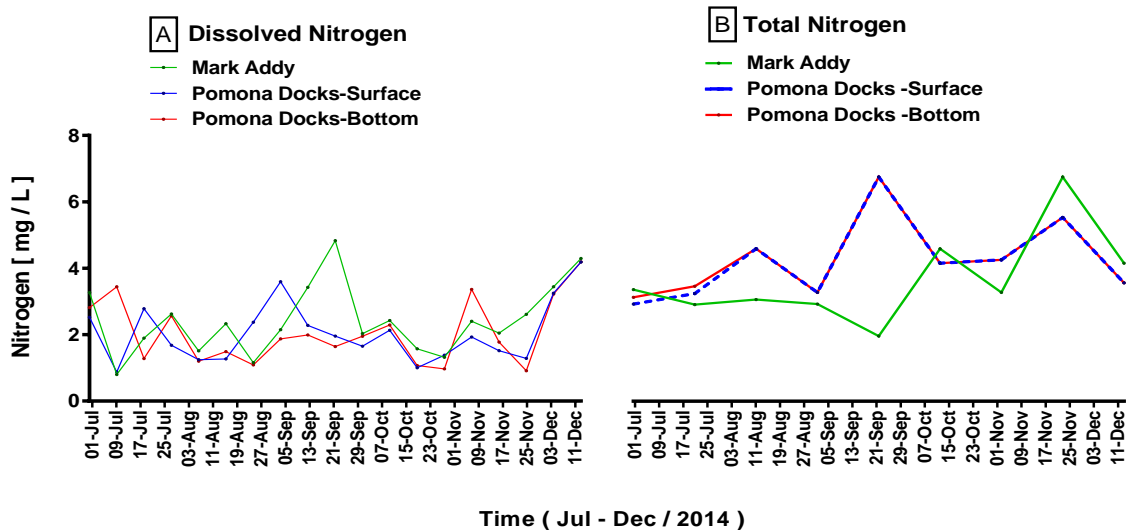 A Dissolved Nitrogen
Mark Addy
Pomona Docks-Surface
Pomona Docks-Bottom
B Total Nitrogen
Mark Addy
Pomona Docks -Surface
Pomona Docks -Bottom
Nitrogen [ mg / L ]
8
6
4
2
0
01-Jul
09-Jul
17-Jul
25-Jul
03-Aug
11-Aug
19-Aug
27-Aug
05-Sep
13-Sep
21-Sep
29-Sep
07-Oct
15-Oct
23-Oct
01-Nov
09-Nov
17-Nov
25-Nov
03-Dec
11-Dec
01-Jul
09-Jul
17-Jul
25-Jul
03-Aug
11-Aug
19-Aug
27-Aug
05-Sep
13-Sep
21-Sep
29-Sep
07-Oct
15-Oct
23-Oct
01-Nov
09-Nov
17-Nov
25-Nov
03-Dec
11-Dec
Time ( Jul - Dec / 2014 )